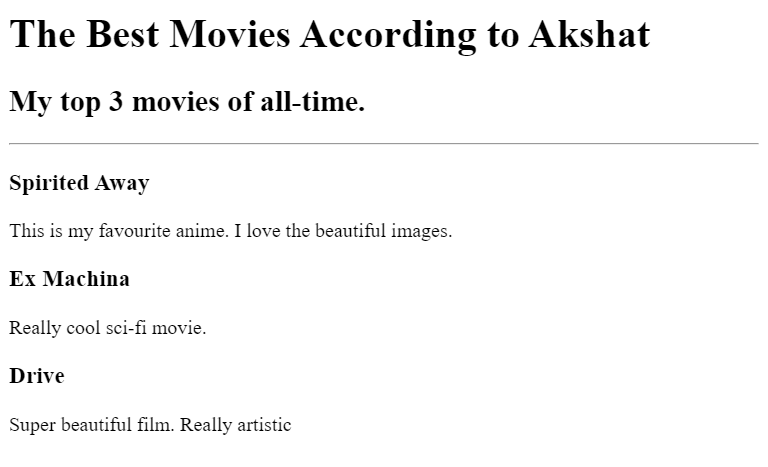 The Best Movies According to Akshat
My top 3 movies of all-time.
Spirited Away
This is my favourite anime. I love the beautiful images.
Ex Machina
Really cool sci-fi movie.
Drive
Super beautiful film. Really artistic